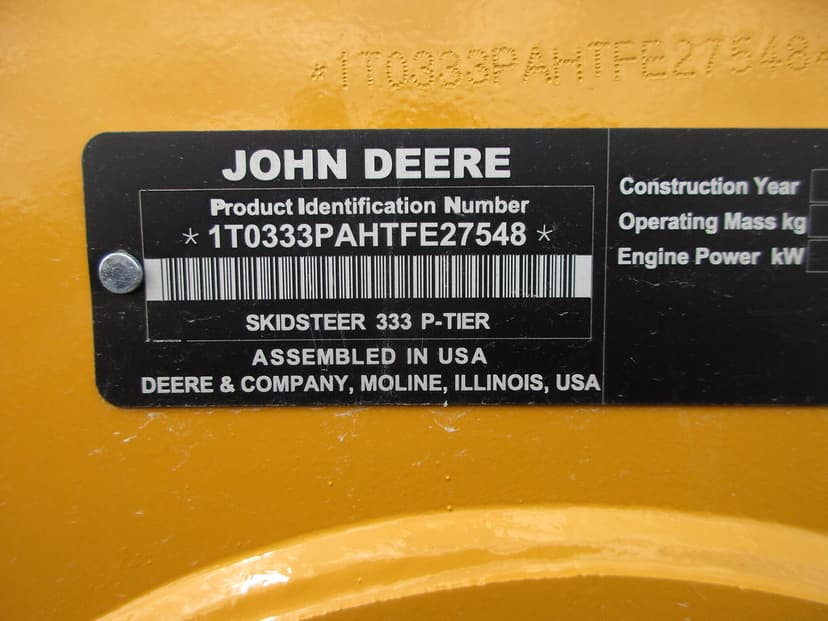 *1T0333PAHTFE27548*
JOHN DEERE
Product Identification Number
* 1T0333PAHTFE27548 *
SKIDSTEER 333 P-TIER
ASSEMBLED IN USA
DEERE & COMPANY, MOLINE, ILLINOIS, USA
Construction Year
Operating Mass kg
Engine Power kW